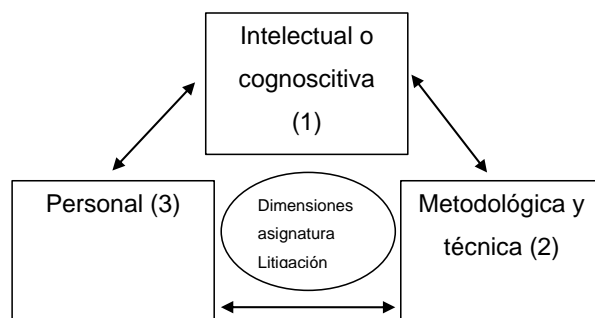 Intelectual o
cognoscitiva
(1)
Personal (3)
Dimensiones
asignatura
Litigación
Metodológica y
técnica (2)